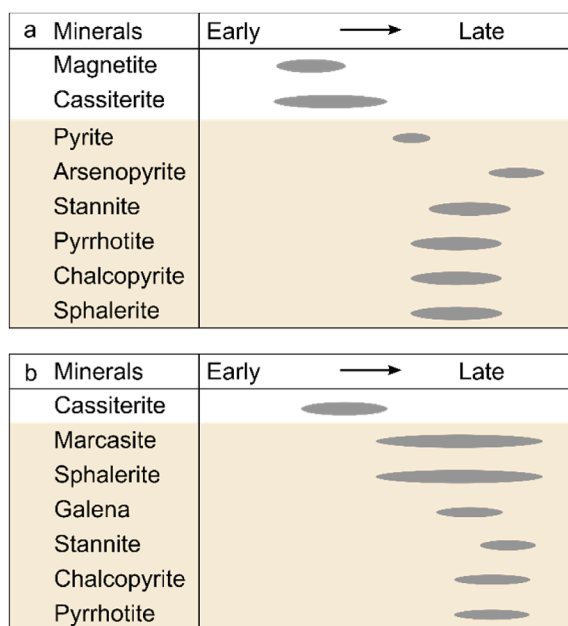 a Minerals Early Late
Magnetite
Cassiterite
Pyrite
Arsenopyrite
Stannite
Pyrrhotite
Chalcopyrite
Sphalerite
b Minerals Early Late
Cassiterite
Marcasite
Sphalerite
Galena
Stannite
Chalcopyrite
Pyrrhotite